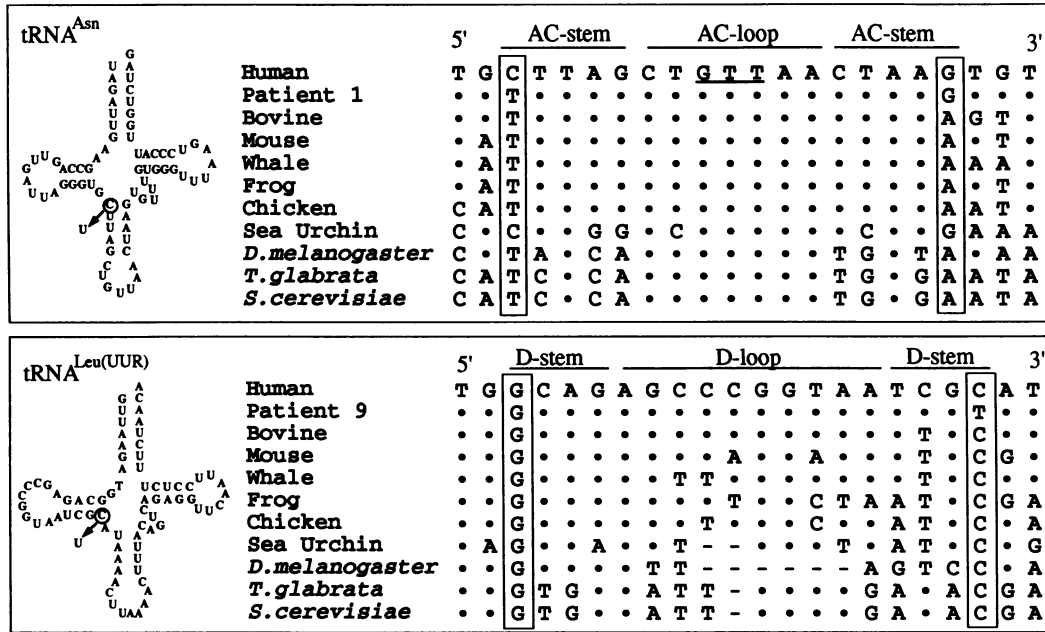 tRNA^Asn
5' AC-stem AC-loop AC-stem 3'
Human T G C T T A G C T G T T A A C T A A G T G T
Patient 1 • • T • • • • • • • • • • • • • • • G • • •
Bovine • • T • • • • • • • • • • • • • • • A G T •
Mouse • A T • • • • • • • • • • • • • • • A • T •
Whale • A T • • • • • • • • • • • • • • • A A A •
Frog • A T • • • • • • • • • • • • • • • A • T •
Chicken C A T • • • • • • • • • • • • • • • A A T •
Sea Urchin C • C • • G G • C • • • • • • C • • G A A A
D.melanogaster C • T A • C A • • • • • • • T G • T A • A A
T.glabrata C A T C • C A • • • • • • • T G • G A A T A
S.cerevisiae C A T C • C A • • • • • • • T G • G A A T A
tRNA^Leu(UUR)
5' D-stem D-loop D-stem 3'
Human T G G C A G A G C C C G G T A A T C G C A T
Patient 9 • • G • • • • • • • • • • • • • • • • T • •
Bovine • • G • • • • • • • • • • • • • • T • C • •
Mouse • • G • • • • • • • A • • A • • • T • C G •
Whale • • G • • • • • T T • • • • • • • T • C • •
Frog • • G • • • • • • • T • • C T A A T • C G A
Chicken • • G • • • • • • T • • • C • • A T • C • A
Sea Urchin • A G • • A • • T - - • • • T • A T • C • G
D.melanogaster • • G • • • • T T - - - - - - A G T C C • A
T.glabrata • • G T G • • A T T - • • • • G A • A C G A
S.cerevisiae • • G T G • • A T T - • • • • G A • A C G A